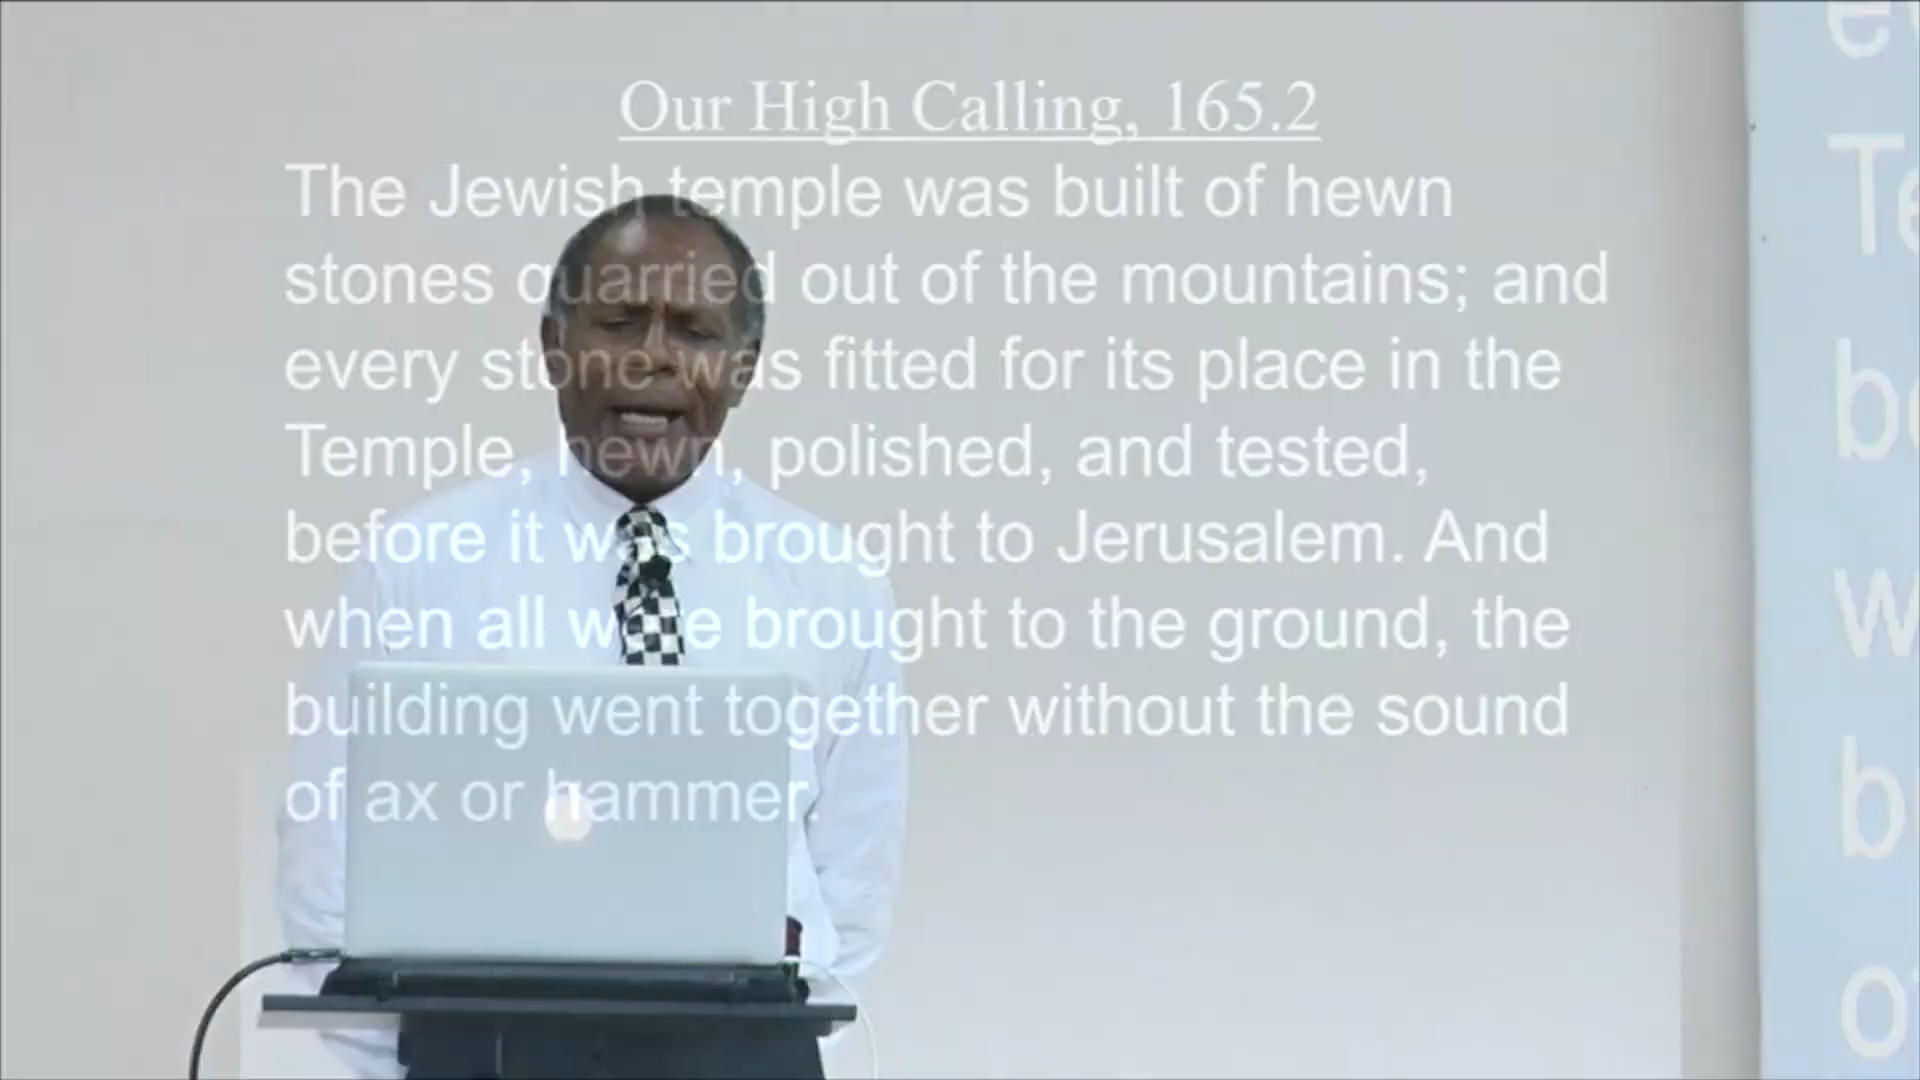 Our High Calling, 165.2
The Jewish temple was built of hewn
stones quarried out of the mountains; and
every stone was fitted for its place in the
Temple, hewn, polished, and tested,
before it was brought to Jerusalem. And
when all were brought to the ground, the
building went together without the sound
of ax or hammer.